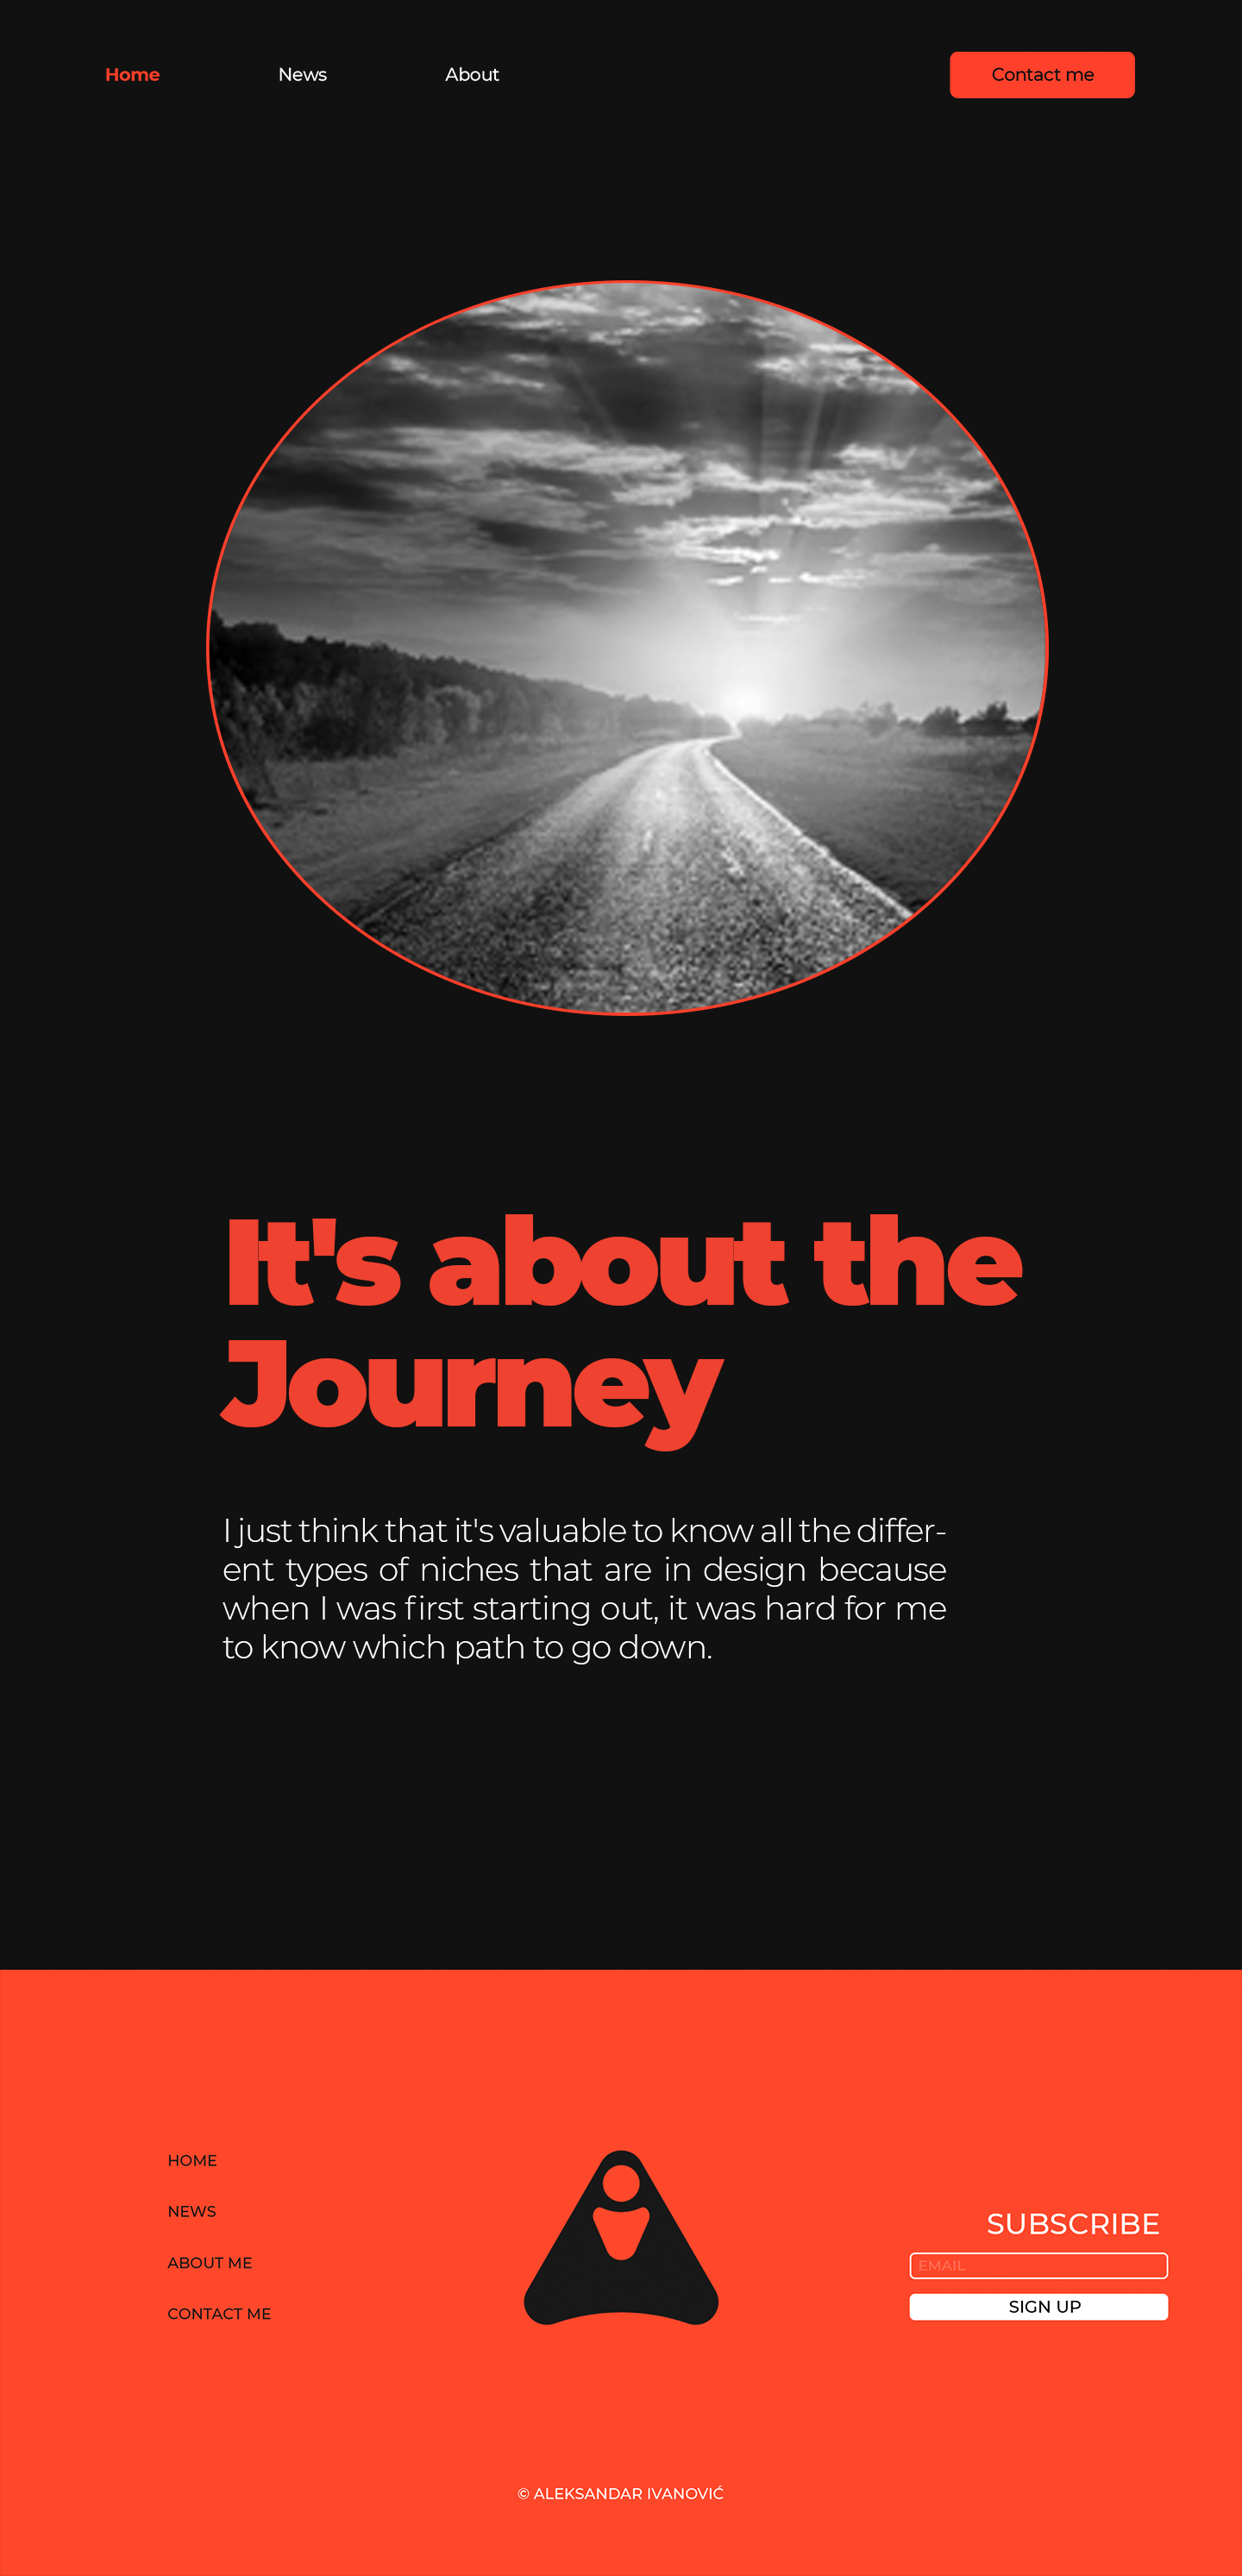 Home
News
About
Contact me
It's about the
Journey
I just think that it's valuable to know all the differ-
ent types of niches that are in design because
when I was first starting out, it was hard for me
to know which path to go down.
HOME
NEWS
ABOUT ME
CONTACT ME
SUBSCRIBE
EMAIL
SIGN UP
© ALEKSANDAR IVANOVIĆ